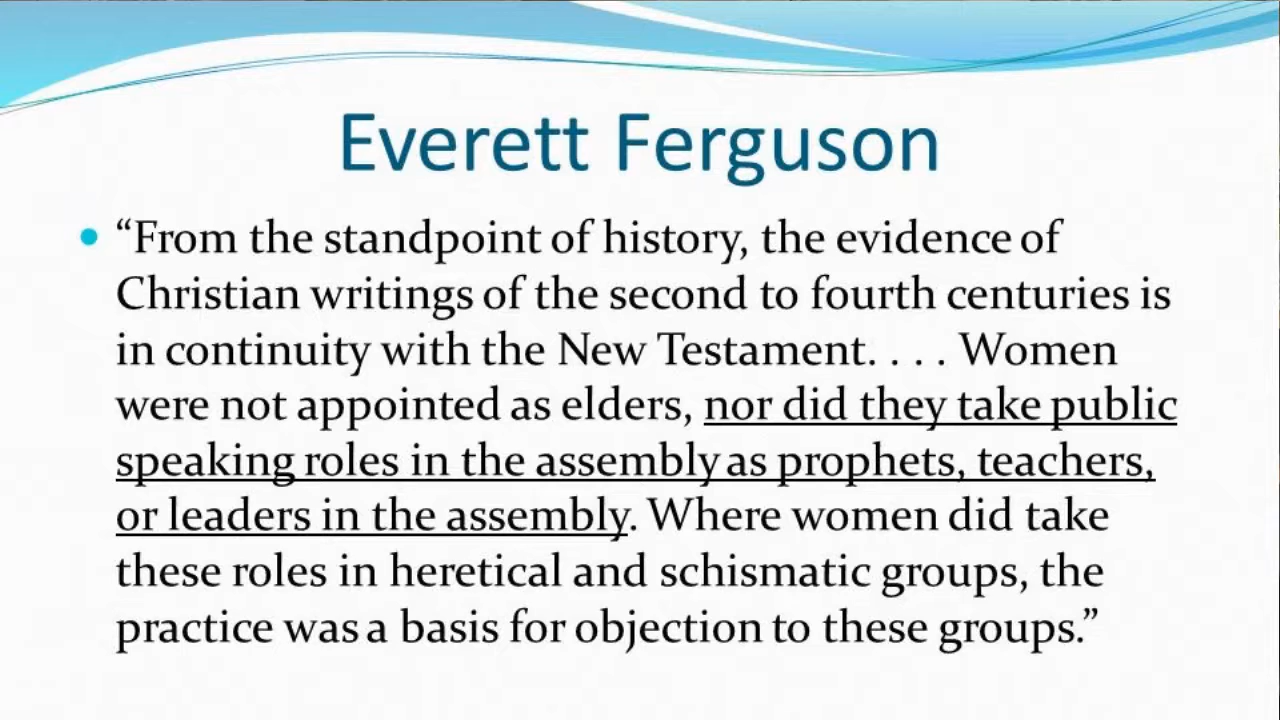 Everett Ferguson
• “From the standpoint of history, the evidence of
Christian writings of the second to fourth centuries is
in continuity with the New Testament. . . . Women
were not appointed as elders, nor did they take public
speaking roles in the assembly as prophets, teachers,
or leaders in the assembly. Where women did take
these roles in heretical and schismatic groups, the
practice was a basis for objection to these groups.”